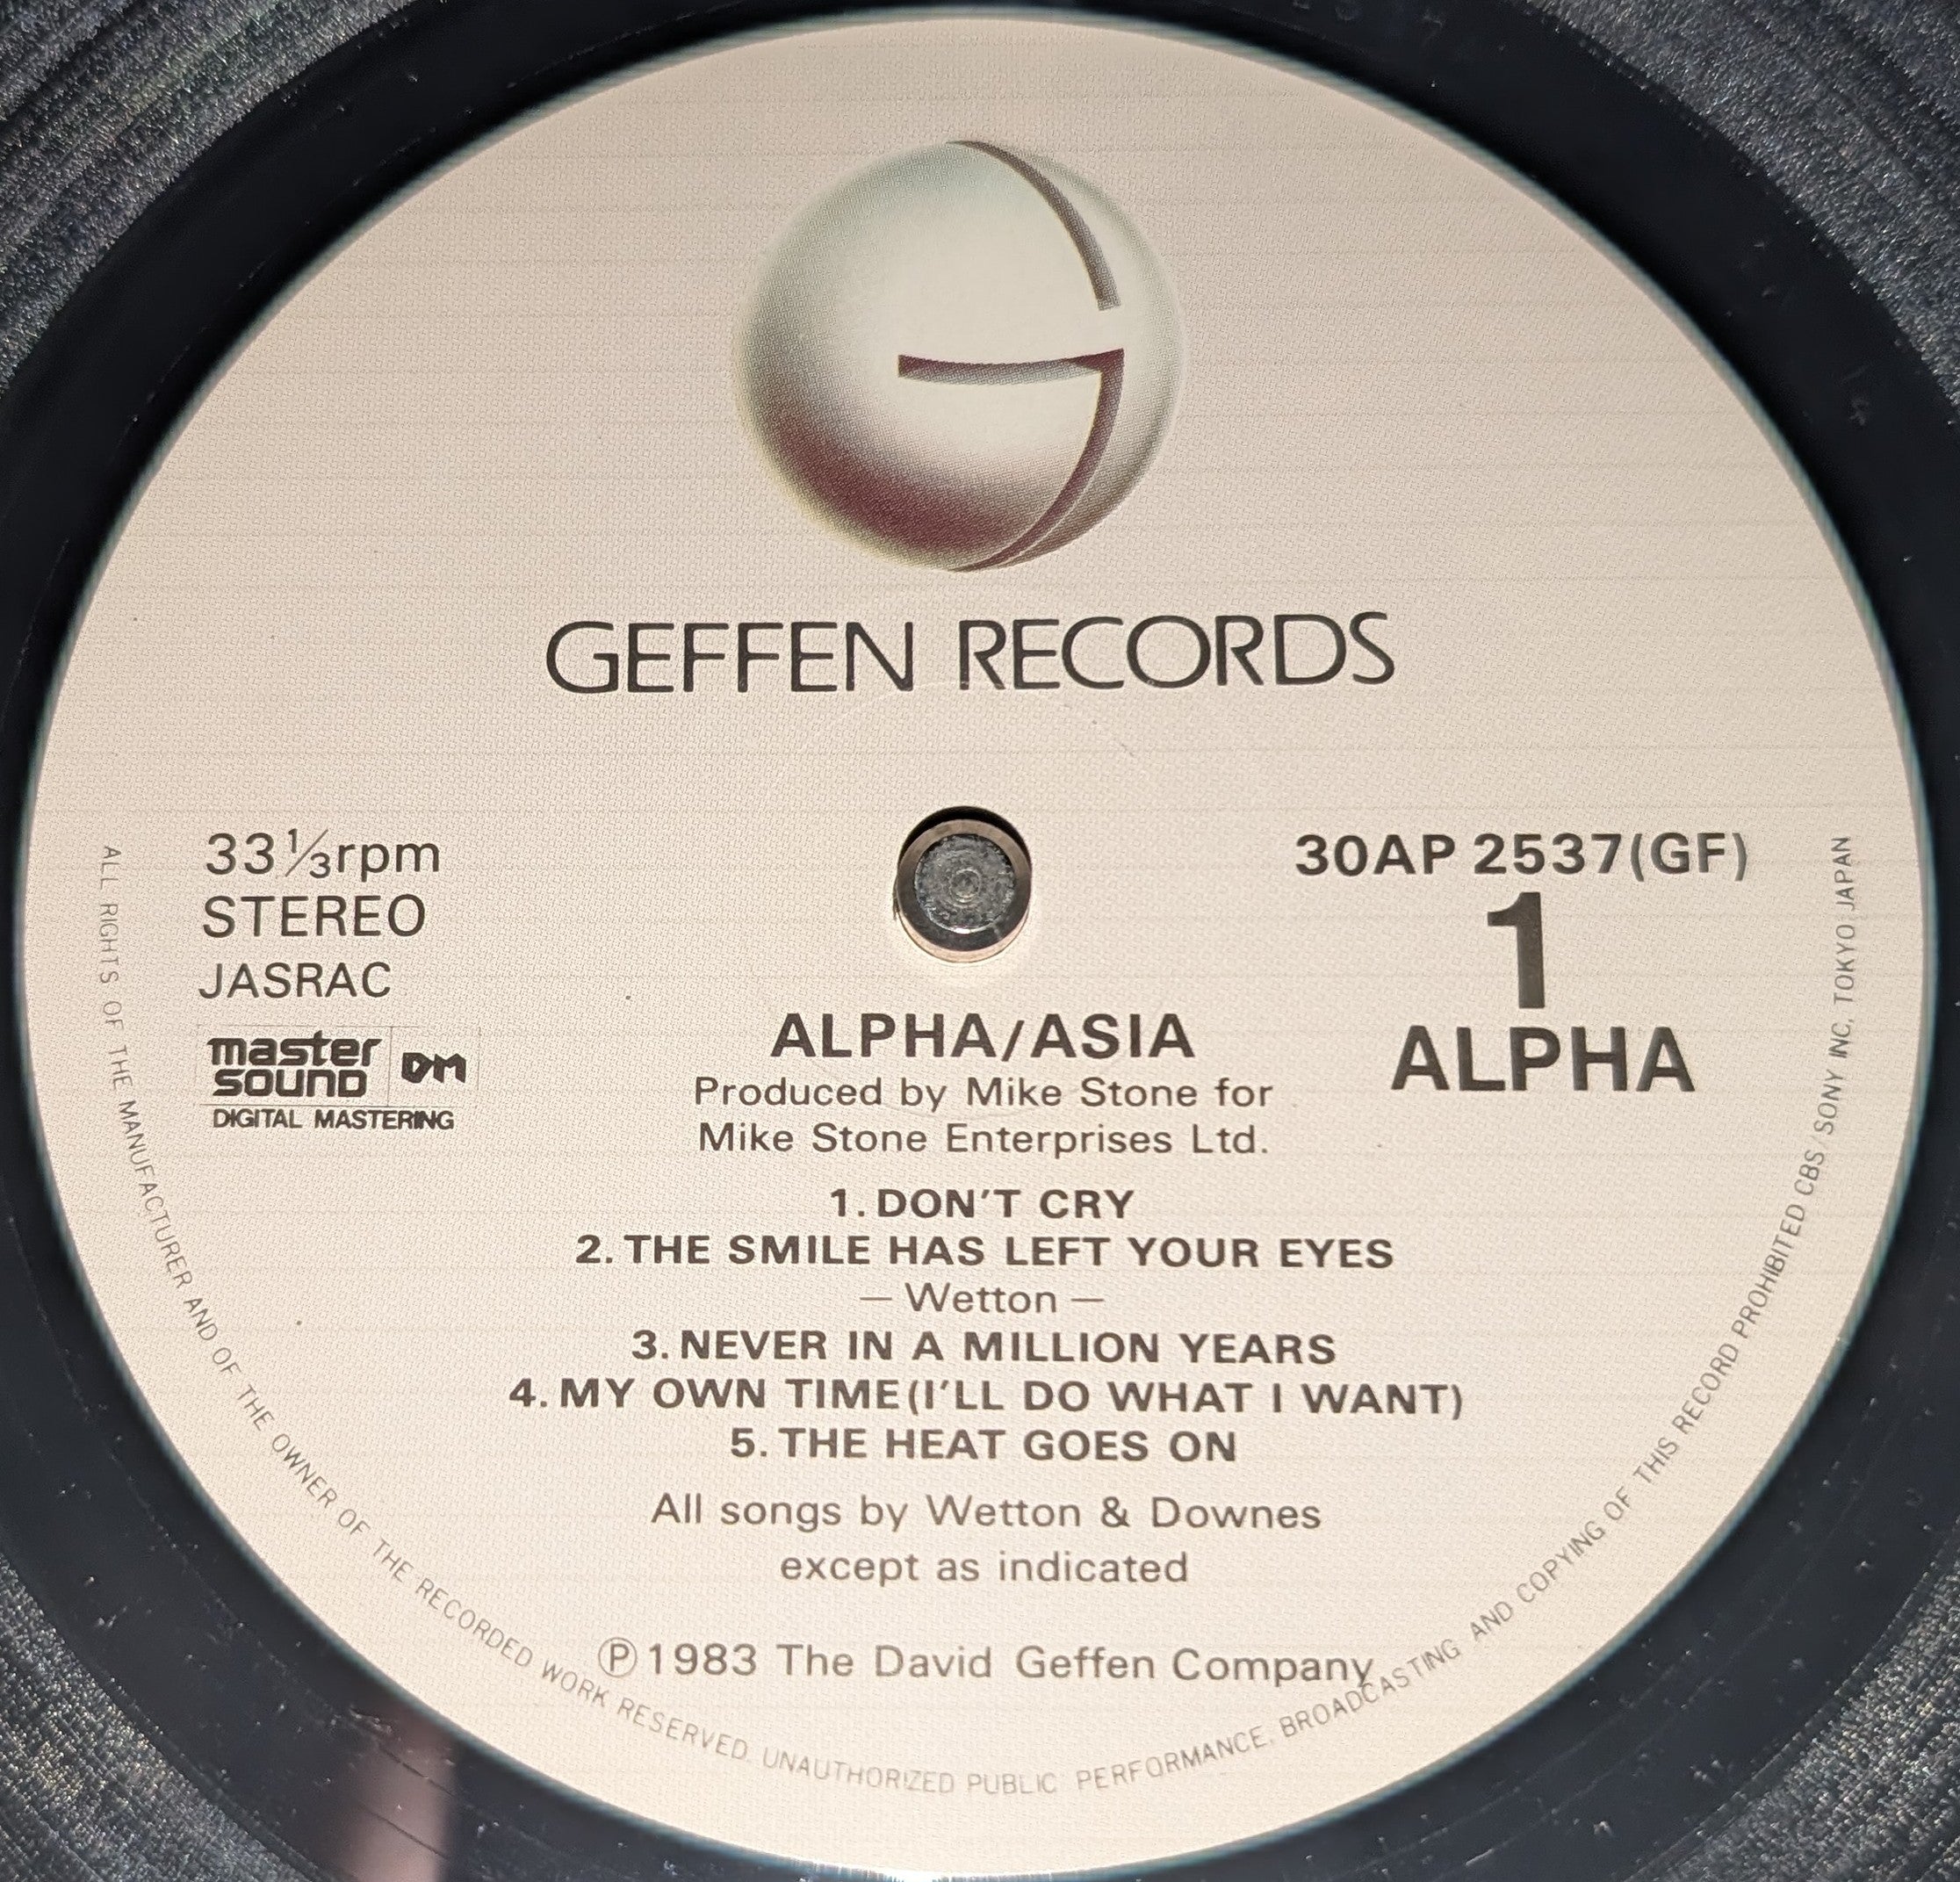 GEFFEN RECORDS
33⅓rpm
STEREO
JASRAC
master sound DM
DIGITAL MASTERING
30AP 2537(GF)
1
ALPHA
ALPHA/ASIA
Produced by Mike Stone for
Mike Stone Enterprises Ltd.
1. DON'T CRY
2. THE SMILE HAS LEFT YOUR EYES
— Wetton —
3. NEVER IN A MILLION YEARS
4. MY OWN TIME(I'LL DO WHAT I WANT)
5. THE HEAT GOES ON
All songs by Wetton & Downes
except as indicated
Ⓟ1983 The David Geffen Company
ALL RIGHTS OF THE MANUFACTURER AND OF THE OWNER OF THE RECORDED WORK RESERVED. UNAUTHORIZED PUBLIC PERFORMANCE, BROADCASTING AND COPYING OF THIS RECORD PROHIBITED CBS/SONY INC. TOKYO JAPAN